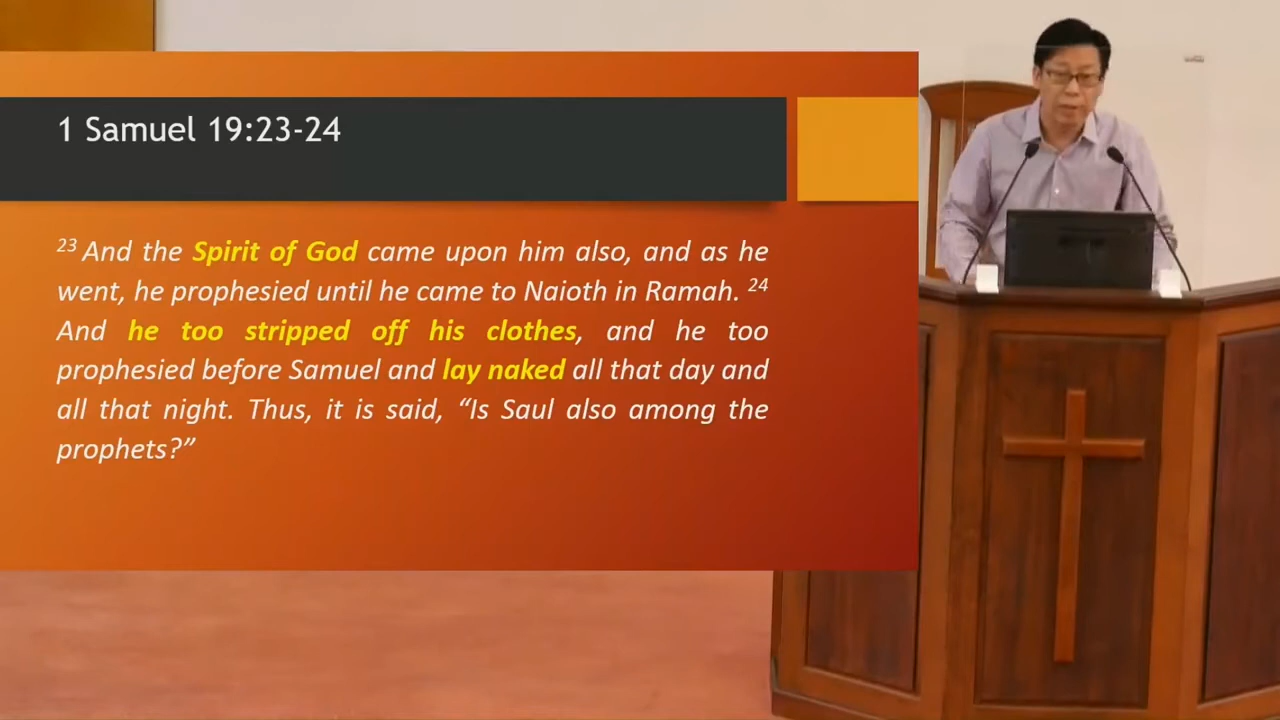 1 Samuel 19:23-24
23 And the Spirit of God came upon him also, and as he
went, he prophesied until he came to Naioth in Ramah. 24
And he too stripped off his clothes, and he too
prophesied before Samuel and lay naked all that day and
all that night. Thus, it is said, “Is Saul also among the
prophets?”